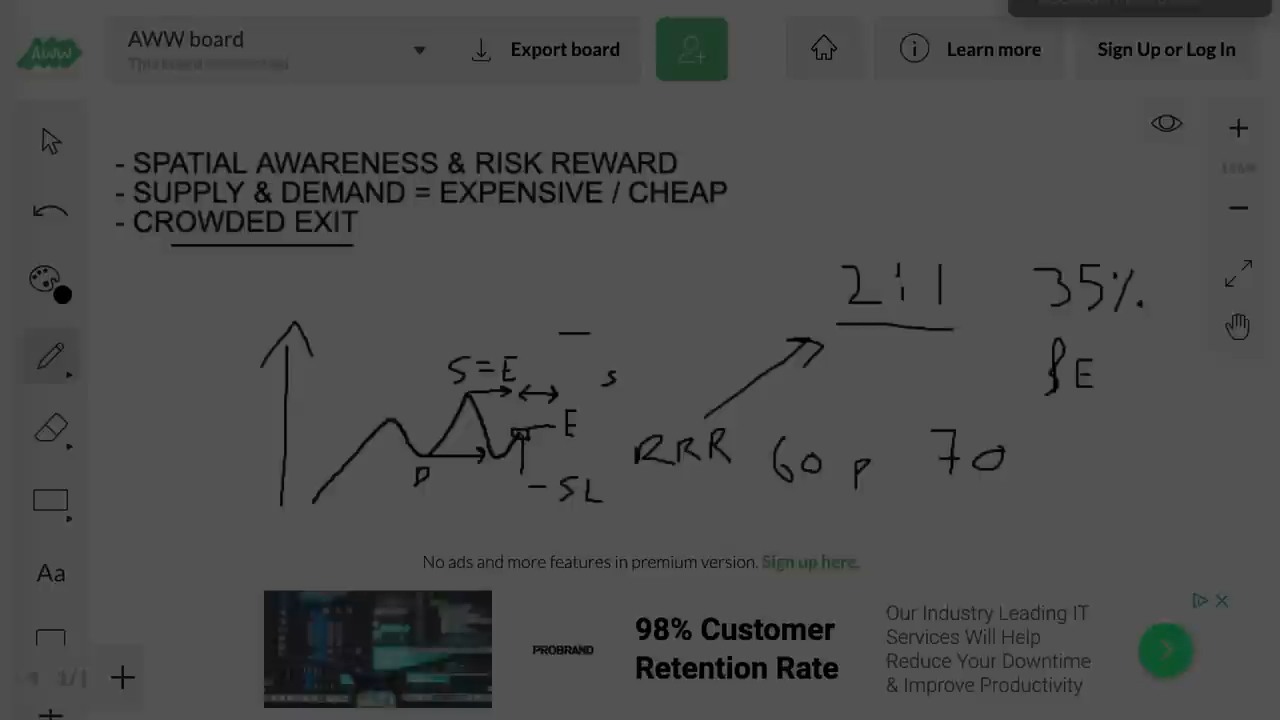 AWW
AWW board
Export board
Learn more
Sign Up or Log In
- SPATIAL AWARENESS & RISK REWARD
- SUPPLY & DEMAND = EXPENSIVE / CHEAP
- CROWDED EXIT
2:1 35%.
S=E
S
E
E
RRR 60 P 70
D
- SL
No ads and more features in premium version. Sign up here.
Aa
1/1
PROBRAND
98% Customer
Retention Rate
Our Industry Leading IT
Services Will Help
Reduce Your Downtime
& Improve Productivity